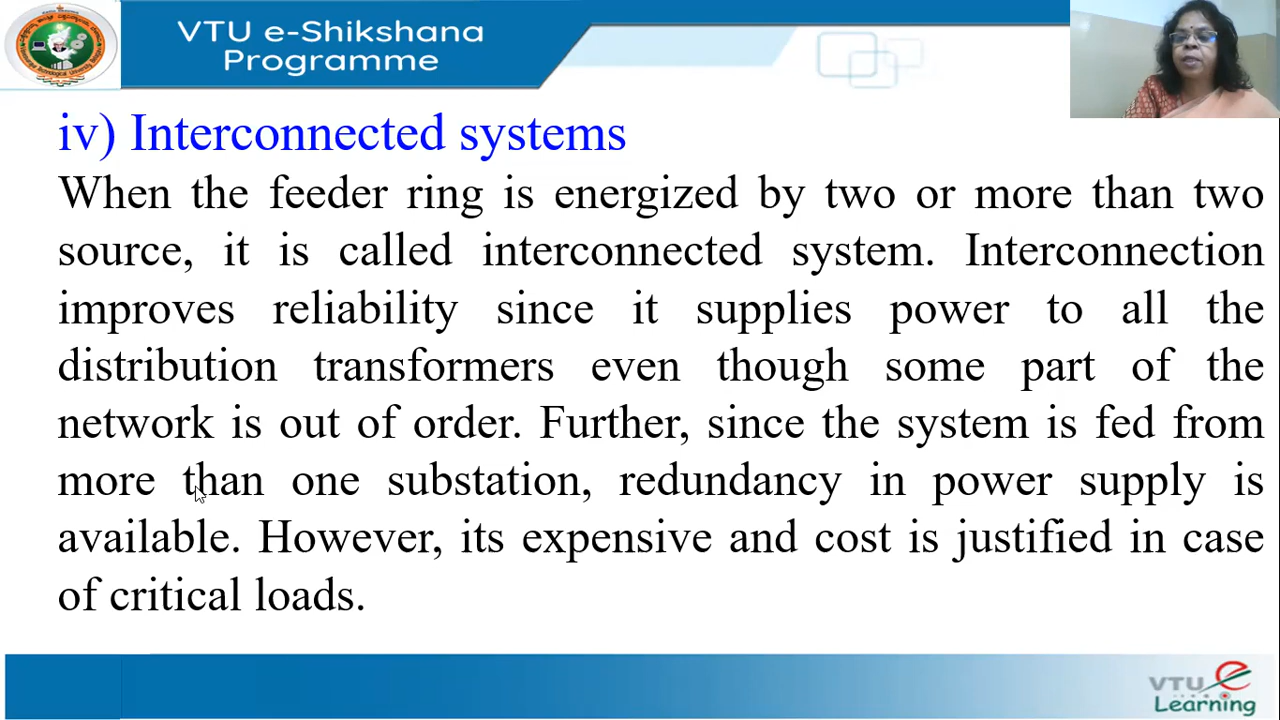 VTU e-Shikshana
Programme
iv) Interconnected systems
When the feeder ring is energized by two or more than two
source, it is called interconnected system. Interconnection
improves reliability since it supplies power to all the
distribution transformers even though some part of the
network is out of order. Further, since the system is fed from
more than one substation, redundancy in power supply is
available. However, its expensive and cost is justified in case
of critical loads.
VTU e
Learning